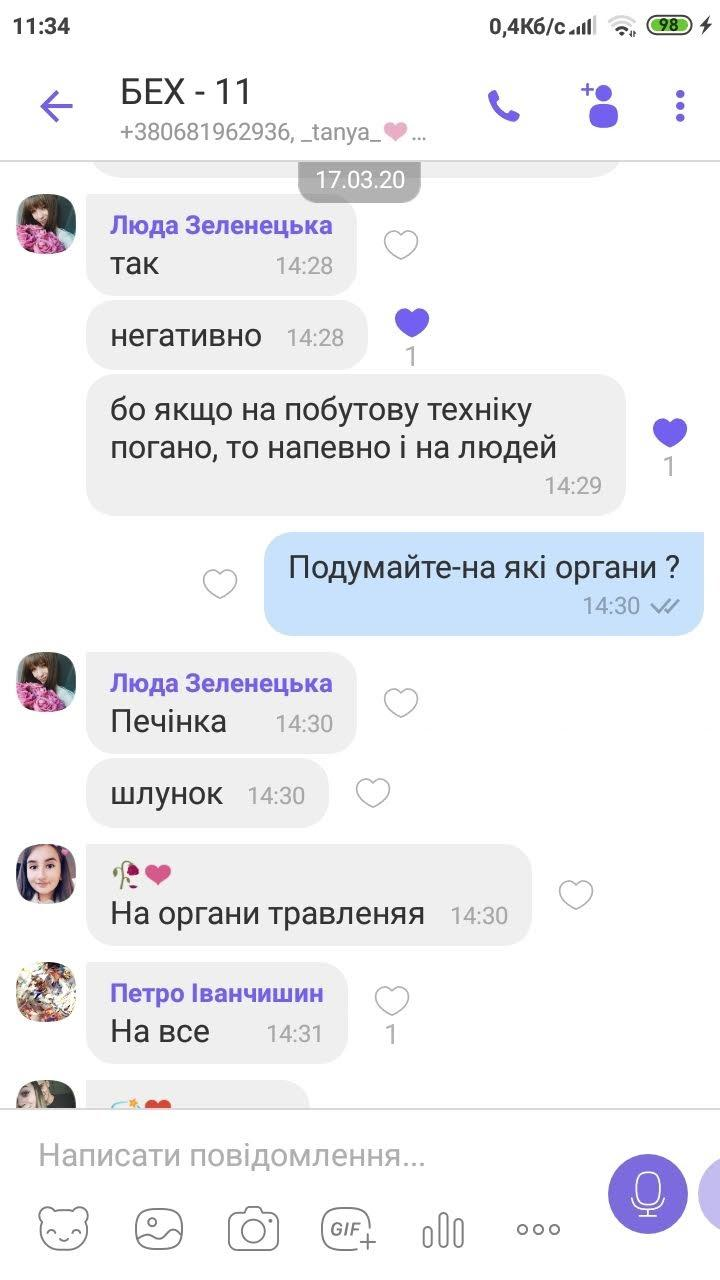 11:34
0,4Кб/с
98
БЕХ - 11
+380681962936, _tanya_❤...
17.03.20
Люда Зеленецька
так 14:28
негативно 14:28
1
бо якщо на побутову техніку
погано, то напевно і на людей
14:29
1
Подумайте-на які органи ?
14:30
Люда Зеленецька
Печінка 14:30
шлунок 14:30
🥀❤
На органи травленяя 14:30
Петро Іванчишин
На все 14:31
1
Написати повідомлення...
GIF